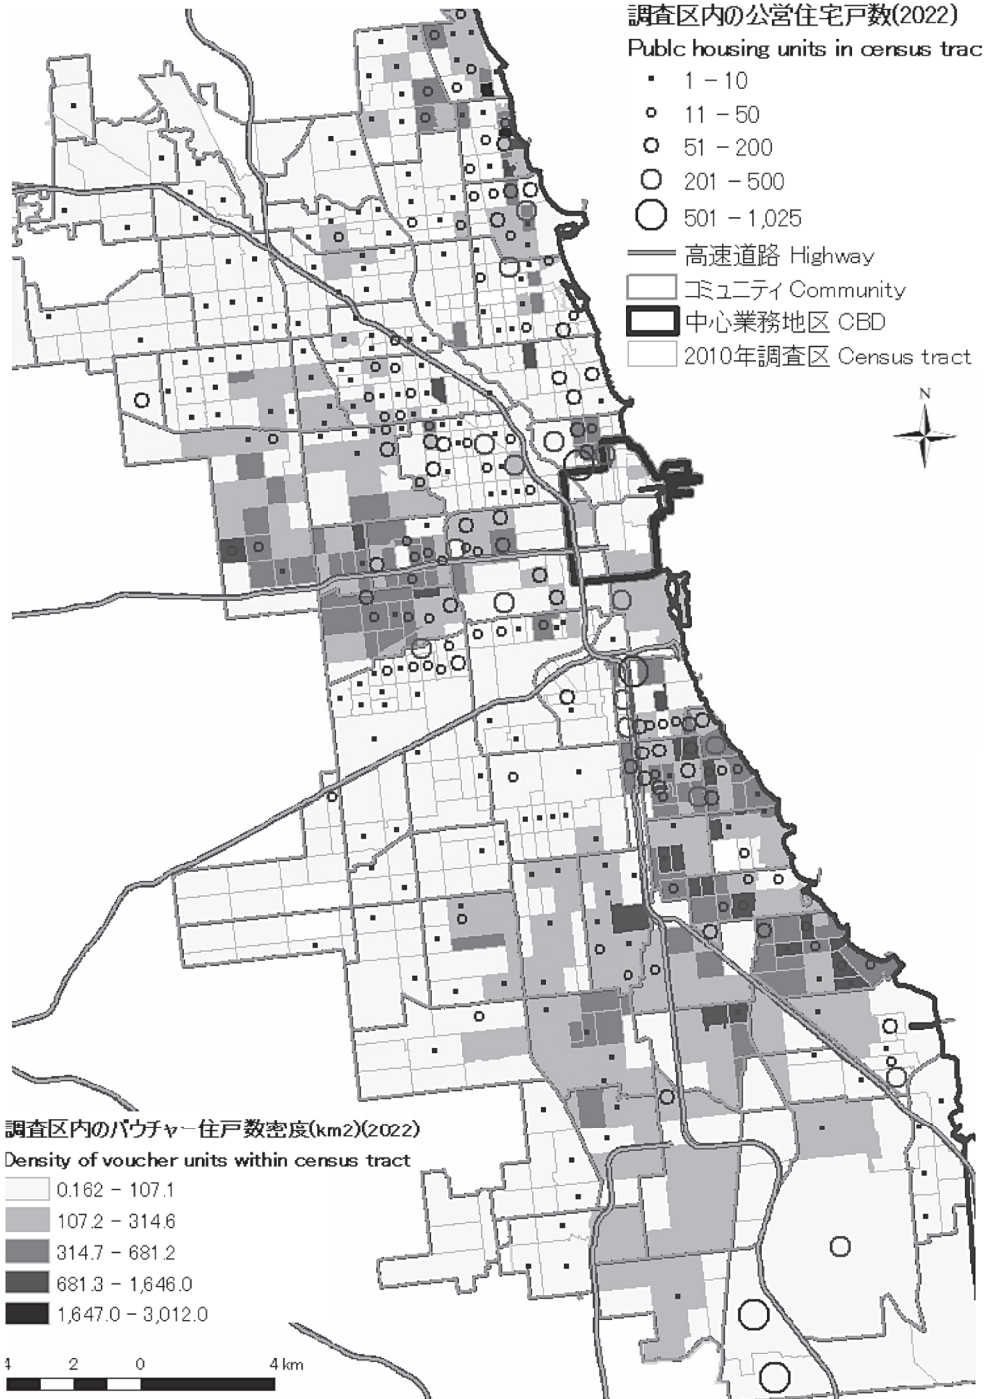 調査区内の公営住宅戸数(2022)
Publc housing units in census trac
1 – 10
11 – 50
51 – 200
201 – 500
501 – 1,025
高速道路 Highway
コミュニティ Community
中心業務地区 CBD
2010年調査区 Census tract
N
調査区内のバウチャー住戸数密度(km2)(2022)
Density of voucher units within census tract
0.162 – 107.1
107.2 – 314.6
314.7 – 681.2
681.3 – 1,646.0
1,647.0 – 3,012.0
4 2 0 4 km